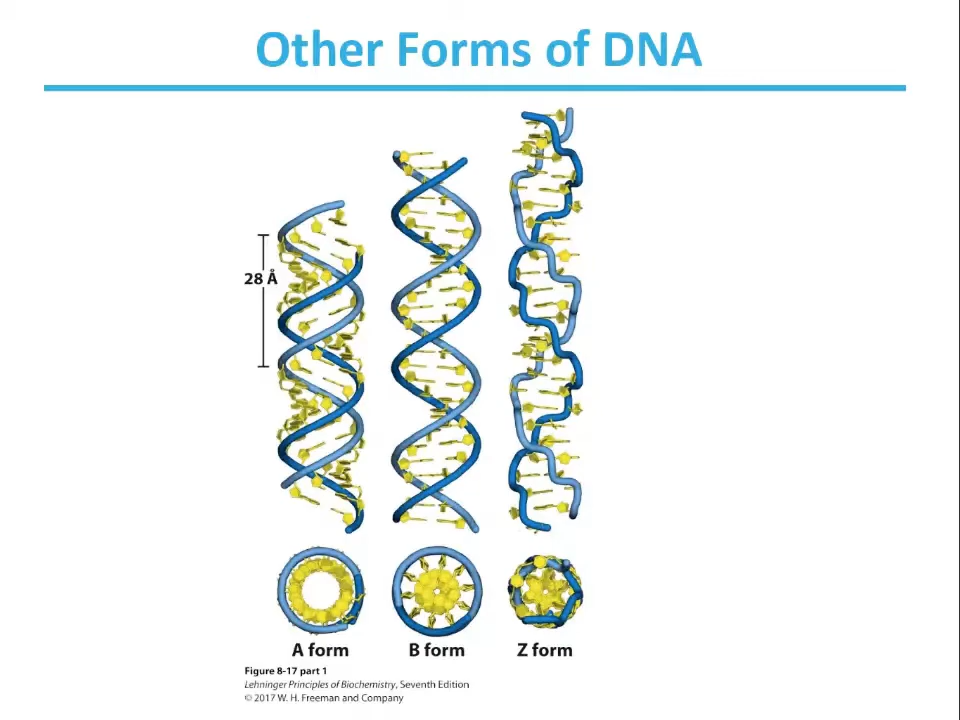 Other Forms of DNA
28 Å
A form
B form
Z form
Figure 8-17 part 1
Lehninger Principles of Biochemistry, Seventh Edition
© 2017 W. H. Freeman and Company